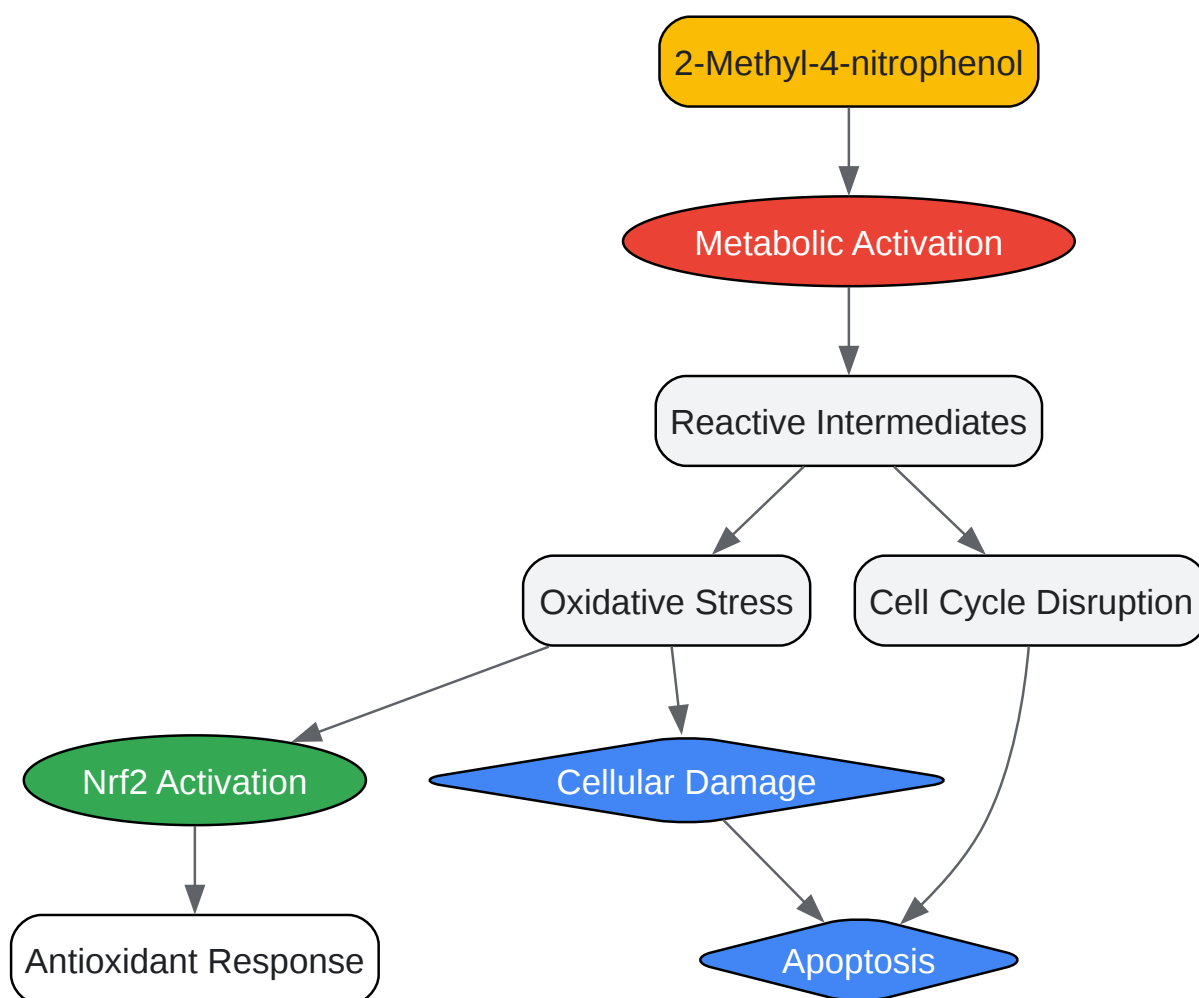 2-Methyl-4-nitrophenol
Metabolic Activation
Reactive Intermediates
Oxidative Stress
Cell Cycle Disruption
Nrf2 Activation
Cellular Damage
Antioxidant Response
Apoptosis